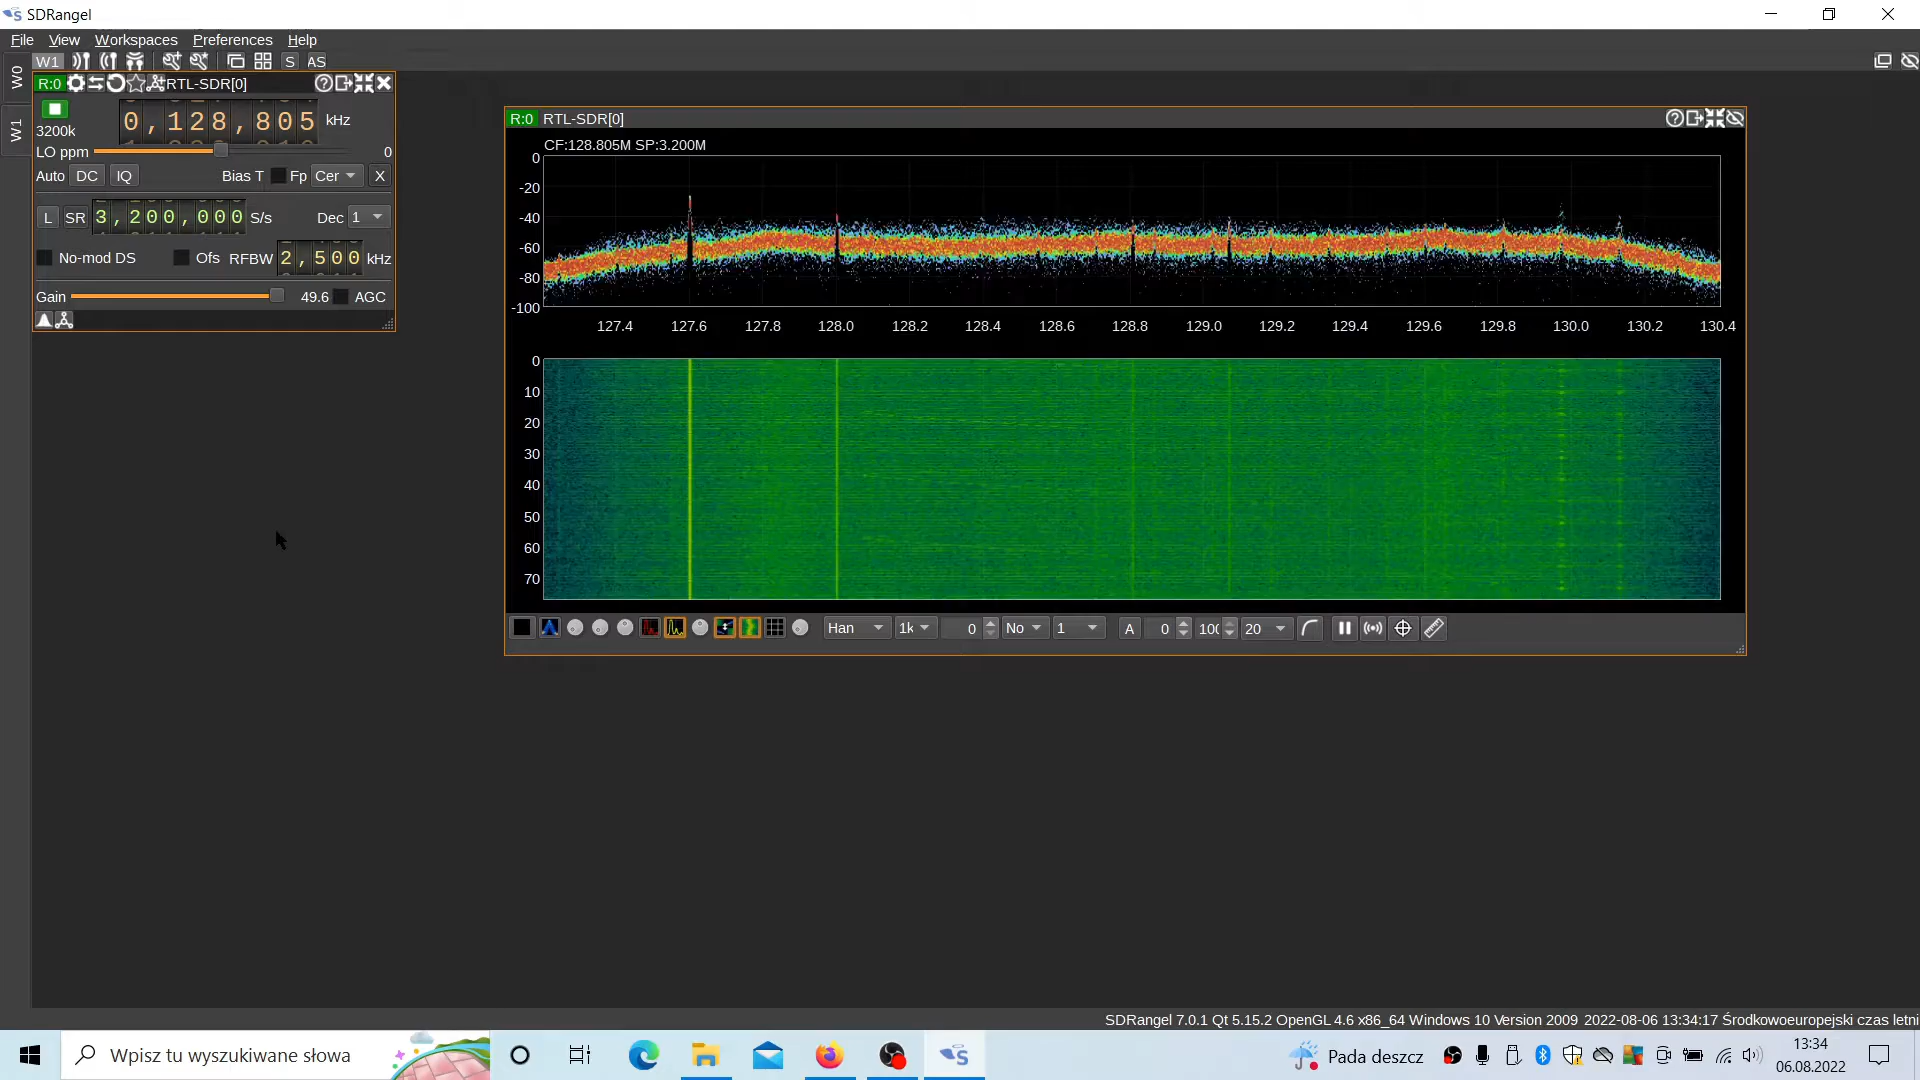 SDRangel
File View Workspaces Preferences Help
W1 S AS
W0
W1
R:0 RTL-SDR[0]
0,128,805 kHz
3200k
LO ppm 0
Auto DC IQ Bias T Fp Cer X
L SR 3,200,000 S/s Dec 1
No-mod DS Ofs RFBW 2,500 kHz
Gain 49.6 AGC
R:0 RTL-SDR[0]
CF:128.805M SP:3.200M
0
-20
-40
-60
-80
-100
127.4 127.6 127.8 128.0 128.2 128.4 128.6 128.8 129.0 129.2 129.4 129.6 129.8 130.0 130.2 130.4
0
10
20
30
40
50
60
70
Han 1k 0 No 1 A 0 100 20
SDRangel 7.0.1 Qt 5.15.2 OpenGL 4.6 x86_64 Windows 10 Version 2009 2022-08-06 13:34:17 Środkowoeuropejski czas letni
Wpisz tu wyszukiwane słowa
Pada deszcz
13:34
06.08.2022